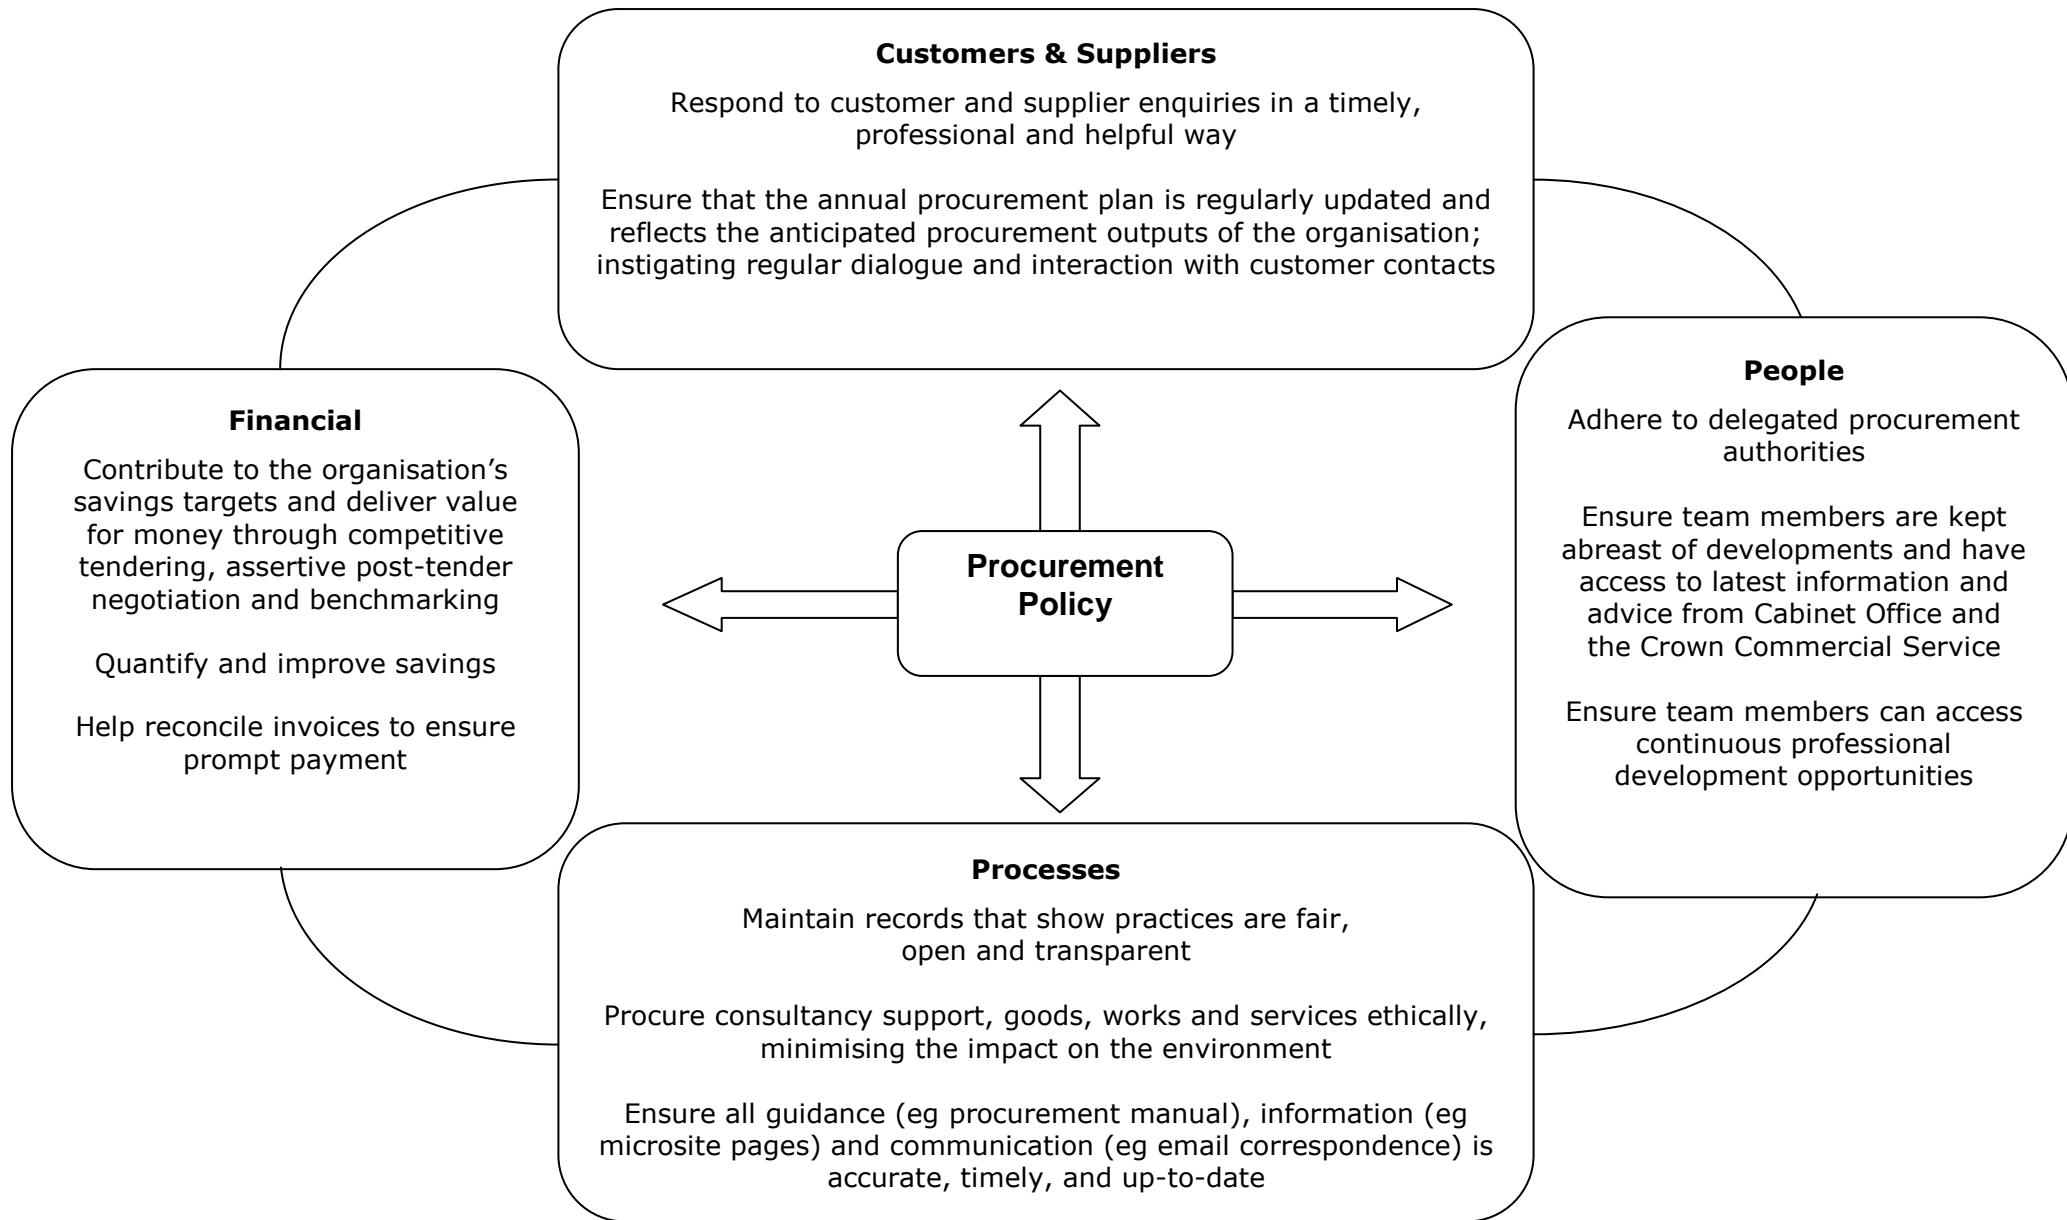 Customers & Suppliers
Respond to customer and supplier enquiries in a timely,
professional and helpful way
Ensure that the annual procurement plan is regularly updated and
reflects the anticipated procurement outputs of the organisation;
instigating regular dialogue and interaction with customer contacts
Financial
Contribute to the organisation’s
savings targets and deliver value
for money through competitive
tendering, assertive post-tender
negotiation and benchmarking
Quantify and improve savings
Help reconcile invoices to ensure
prompt payment
Procurement
Policy
People
Adhere to delegated procurement
authorities
Ensure team members are kept
abreast of developments and have
access to latest information and
advice from Cabinet Office and
the Crown Commercial Service
Ensure team members can access
continuous professional
development opportunities
Processes
Maintain records that show practices are fair,
open and transparent
Procure consultancy support, goods, works and services ethically,
minimising the impact on the environment
Ensure all guidance (eg procurement manual), information (eg
microsite pages) and communication (eg email correspondence) is
accurate, timely, and up-to-date